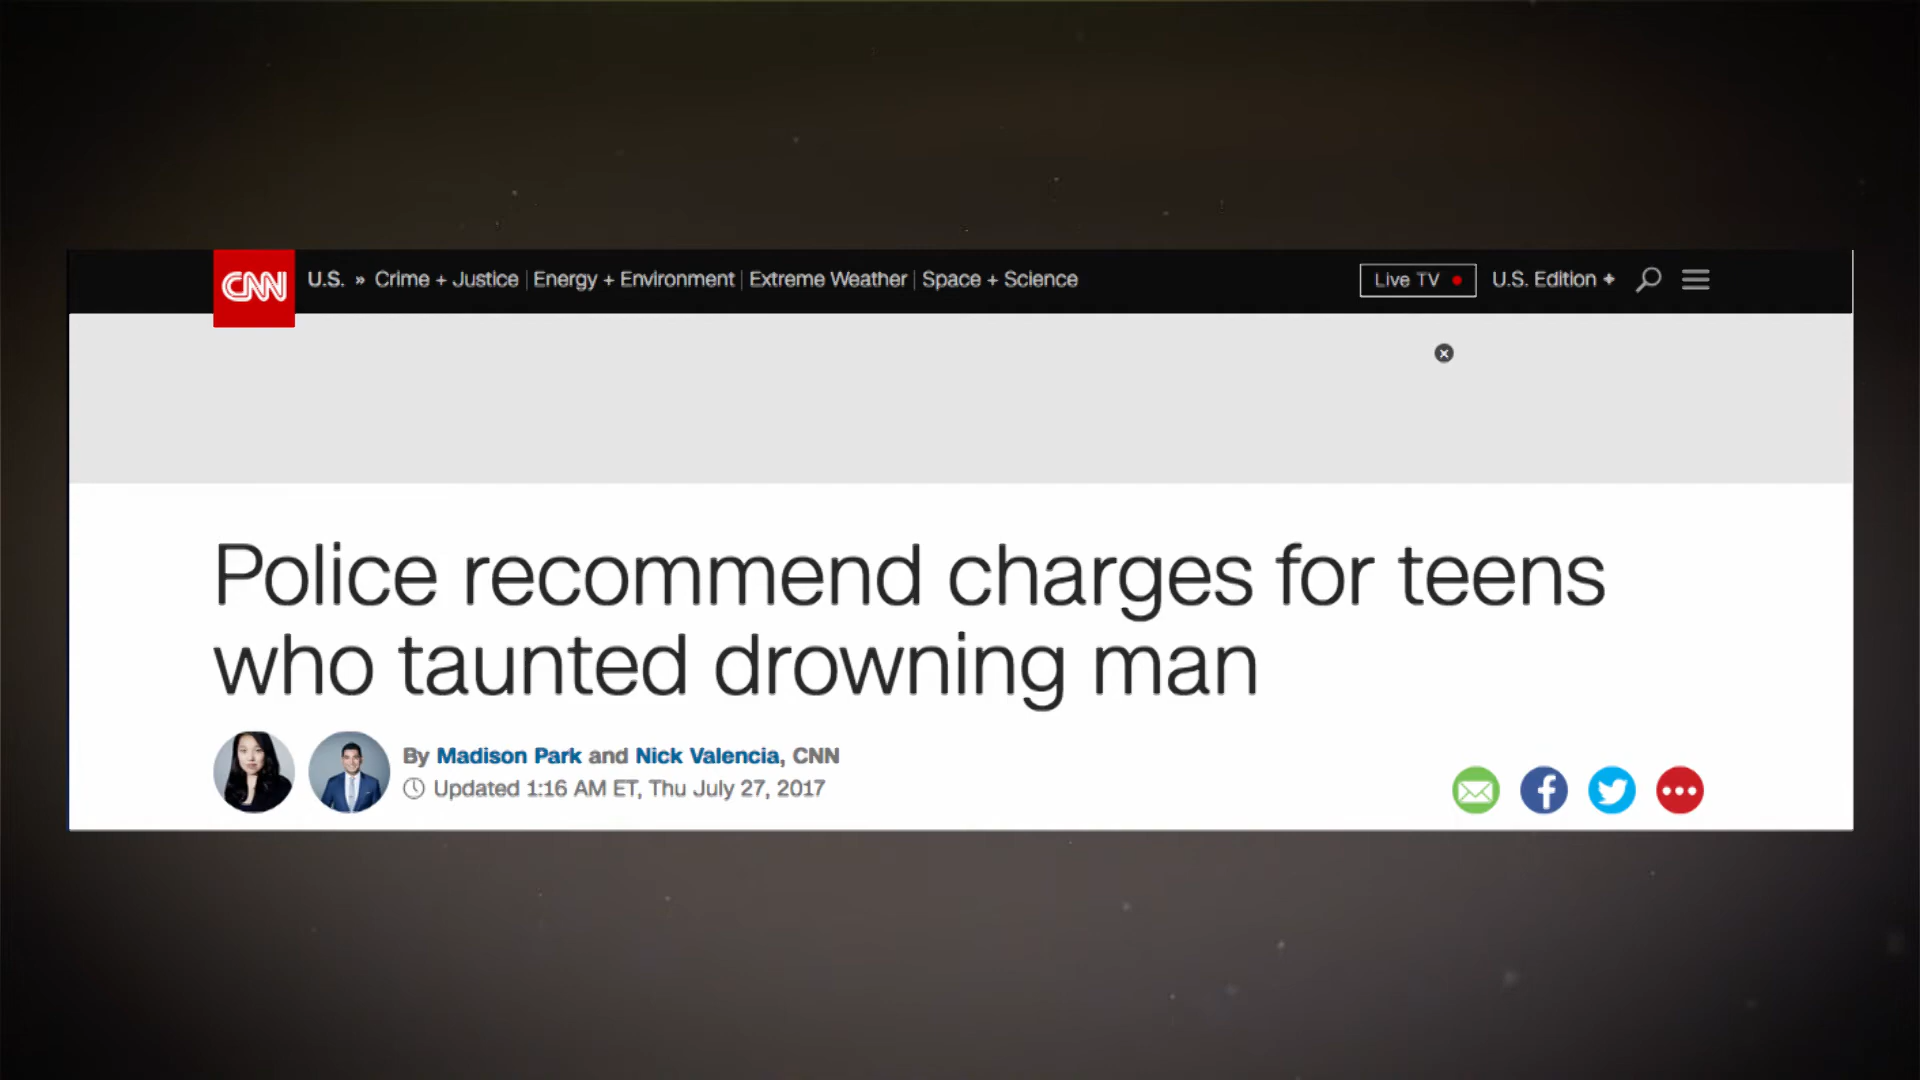 CNN U.S. » Crime + Justice | Energy + Environment | Extreme Weather | Space + Science Live TV U.S. Edition +
Police recommend charges for teens
who taunted drowning man
By Madison Park and Nick Valencia, CNN
Updated 1:16 AM ET, Thu July 27, 2017